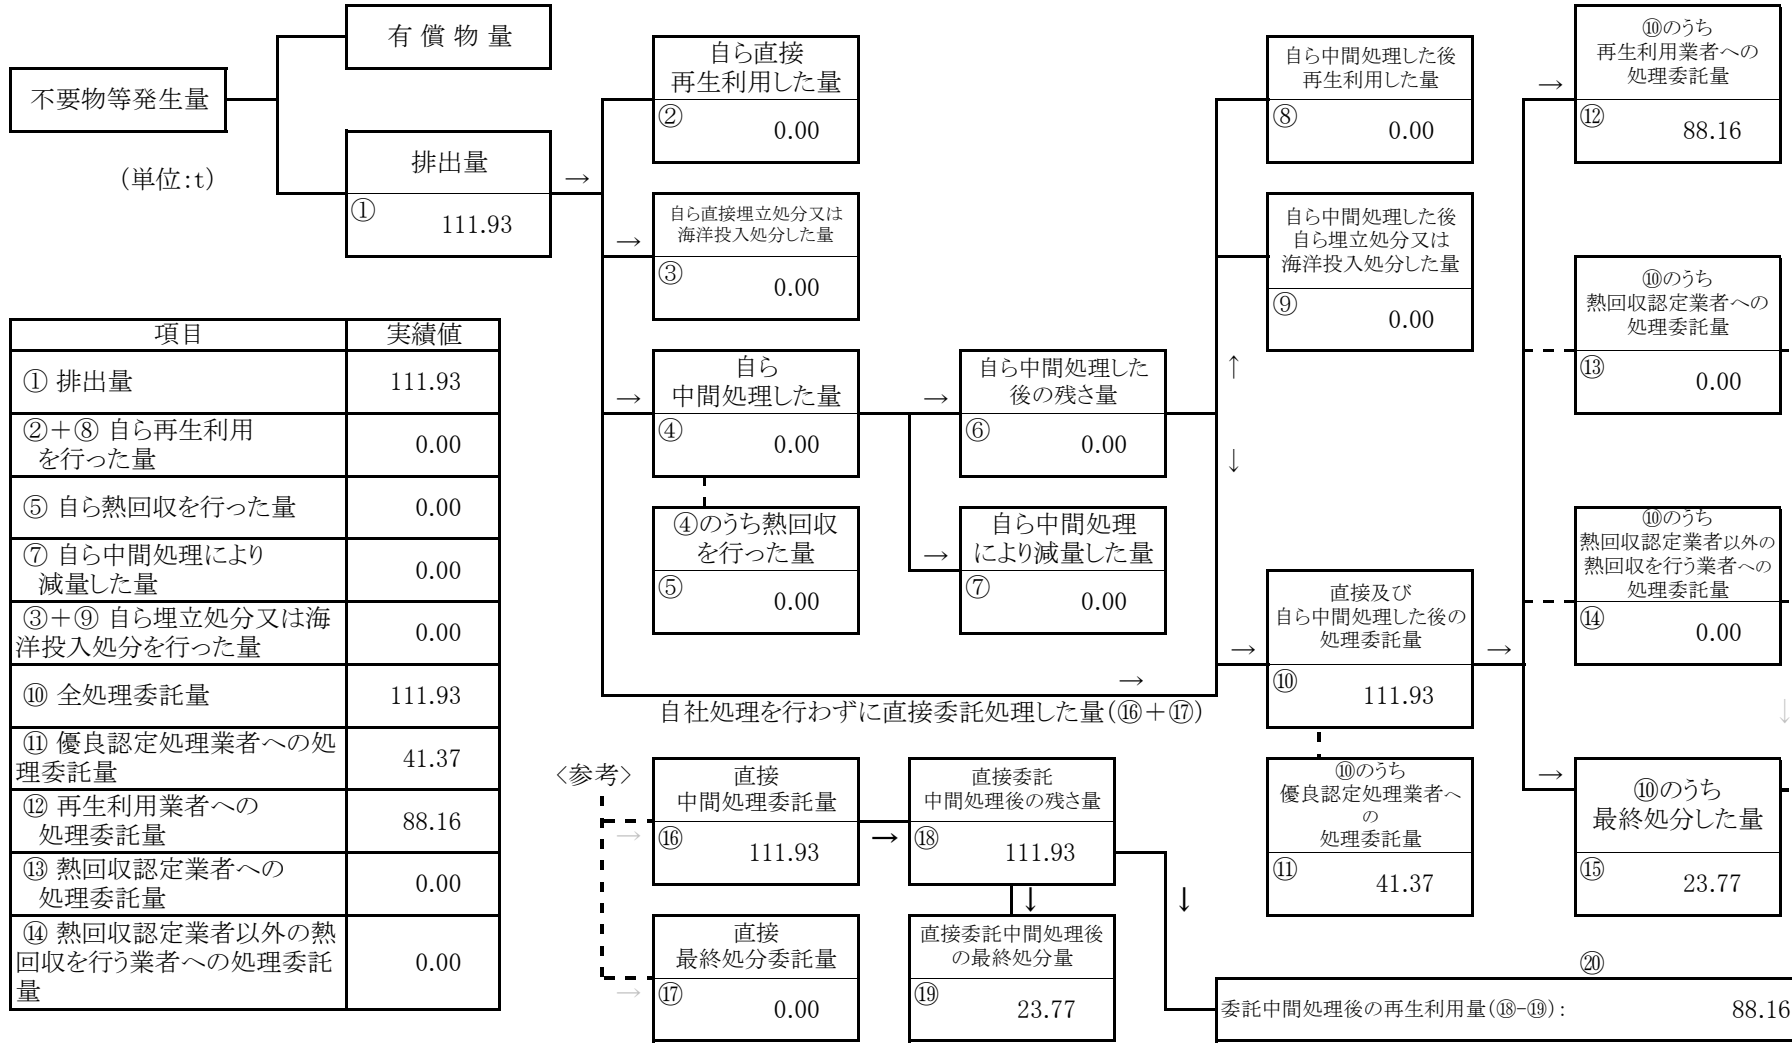 有 償 物 量
不要物等発生量
(単位:t)
排出量
① 111.93
→
自ら直接
再生利用した量
② 0.00
→
自ら直接埋立処分又は
海洋投入処分した量
③ 0.00
→
自ら
中間処理した量
④ 0.00
④のうち熱回収
を行った量
⑤ 0.00
→
自ら中間処理した
後の残さ量
⑥ 0.00
→
自ら中間処理
により減量した量
⑦ 0.00
↑
↓
自ら中間処理した後
再生利用した量
⑧ 0.00
自ら中間処理した後
自ら埋立処分又は
海洋投入処分した量
⑨ 0.00
→
直接及び
自ら中間処理した後の
処理委託量
⑩ 111.93
⑩のうち
優良認定処理業者へ
の
処理委託量
⑪ 41.37
→
→
⑩のうち
再生利用業者への
処理委託量
⑫ 88.16
⑩のうち
熱回収認定業者への
処理委託量
⑬ 0.00
⑩のうち
熱回収認定業者以外の
熱回収を行う業者への
処理委託量
⑭ 0.00
↓
→
⑩のうち
最終処分した量
⑮ 23.77
→
自社処理を行わずに直接委託処理した量(⑯+⑰)
〈参考〉
→
直接
中間処理委託量
⑯ 111.93
→
直接委託
中間処理後の残さ量
⑱ 111.93
↓
↓
→
直接
最終処分委託量
⑰ 0.00
直接委託中間処理後
の最終処分量
⑲ 23.77
⑳
委託中間処理後の再生利用量(⑱-⑲): 88.16
項目 実績値
① 排出量 111.93
②+⑧ 自ら再生利用
を行った量 0.00
⑤ 自ら熱回収を行った量 0.00
⑦ 自ら中間処理により
減量した量 0.00
③+⑨ 自ら埋立処分又は海
洋投入処分を行った量 0.00
⑩ 全処理委託量 111.93
⑪ 優良認定処理業者への処
理委託量 41.37
⑫ 再生利用業者への
処理委託量 88.16
⑬ 熱回収認定業者への
処理委託量 0.00
⑭ 熱回収認定業者以外の熱
回収を行う業者への処理委託
量 0.00